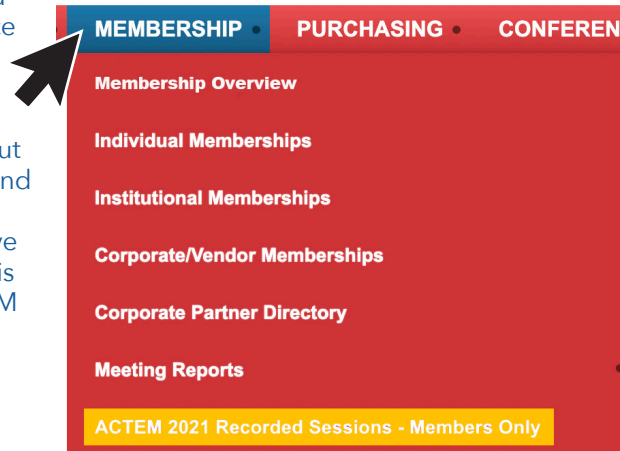 MEMBERSHIP • PURCHASING •
Membership Overview
Individual Memberships
Institutional Memberships
Corporate/Vendor Memberships
Corporate Partner Directory
Meeting Reports
ACTEM 2021 Recorded Sessions - Members Only